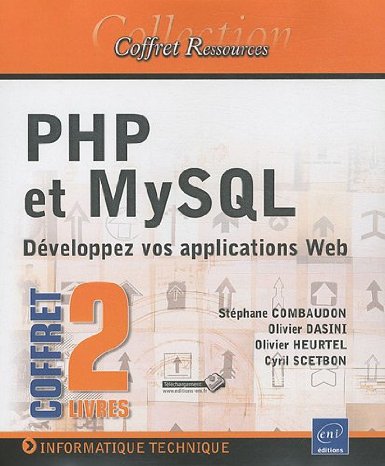 Collection
Coffret Ressources
PHP
et MySQL
Développez vos applications Web
Stéphane COMBAUDON
Olivier DASINI
Olivier HEURTEL
Cyril SCETBON
COFFRET
2
LIVRES
Téléchargement
www.editions-eni.fr
eni
éditions
INFORMATIQUE TECHNIQUE